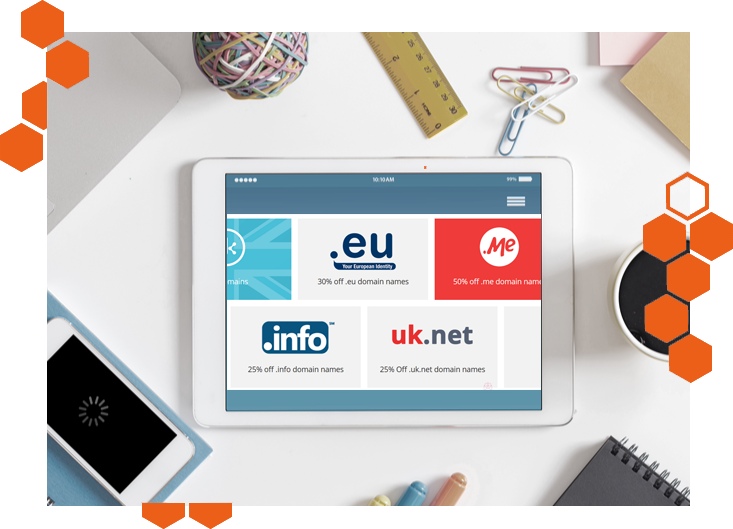 10:10 AM
99%
mains
.eu
Your European Identity
30% off .eu domain names
.Me
50% off .me domain name
.info
25% off .info domain names
uk.net
25% Off .uk.net domain names